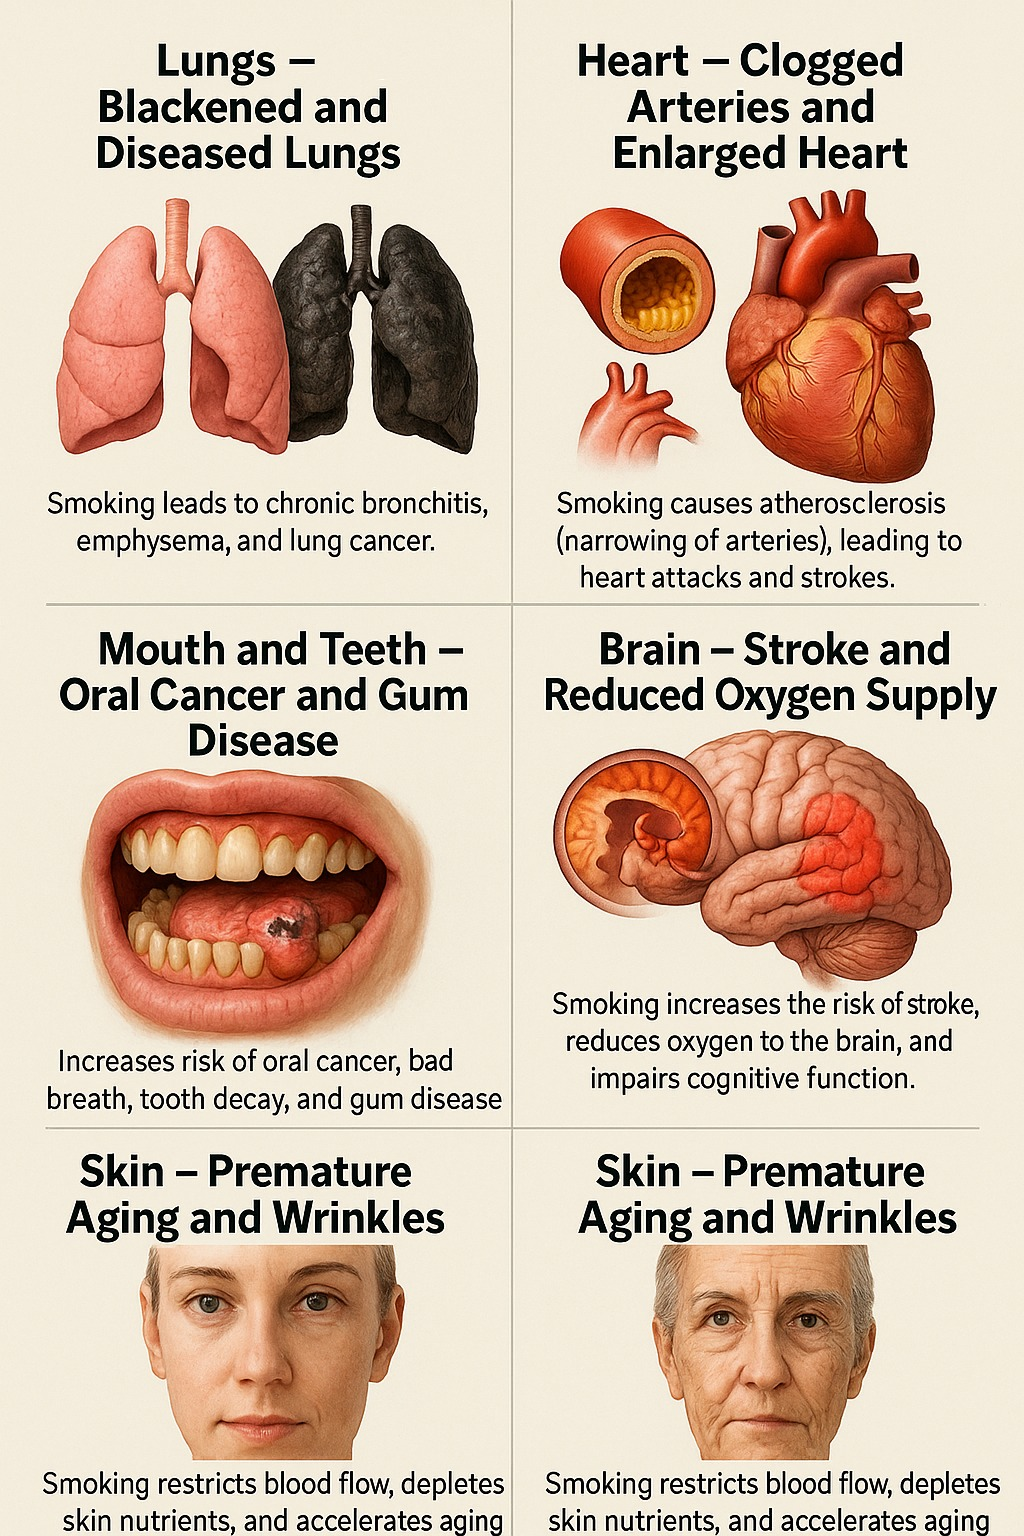 Lungs –
Blackened and
Diseased Lungs
Smoking leads to chronic bronchitis,
emphysema, and lung cancer.
Heart – Clogged
Arteries and
Enlarged Heart
Smoking causes atherosclerosis
(narrowing of arteries), leading to
heart attacks and strokes.
Mouth and Teeth –
Oral Cancer and Gum
Disease
Increases risk of oral cancer, bad
breath, tooth decay, and gum disease
Brain – Stroke and
Reduced Oxygen Supply
Smoking increases the risk of stroke,
reduces oxygen to the brain, and
impairs cognitive function.
Skin – Premature
Aging and Wrinkles
Smoking restricts blood flow, depletes
skin nutrients, and accelerates aging
Skin – Premature
Aging and Wrinkles
Smoking restricts blood flow, depletes
skin nutrients, and accelerates aging